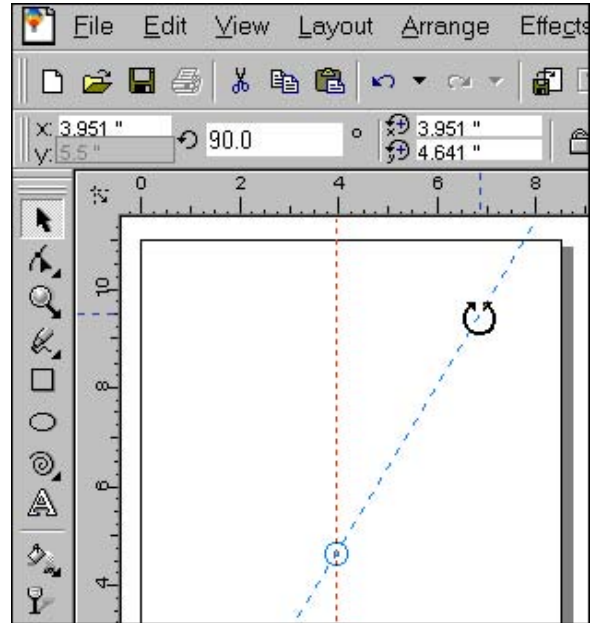 File Edit View Layout Arrange Effects
x: 3.951 " 90.0 ° x 3.951 "
y: 5.5 " y 4.641 "
0 2 4 6 8
10
8
6
4